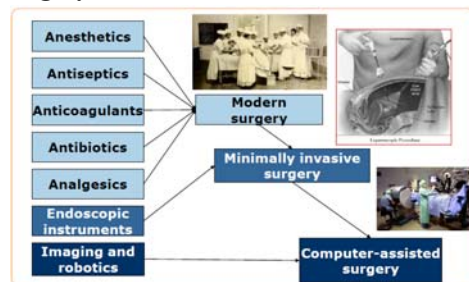 Anesthetics
Antiseptics
Anticoagulants
Modern
surgery
Antibiotics
Minimally invasive
surgery
Analgesics
Endoscopic
instruments
Imaging and
robotics
Computer-assisted
surgery